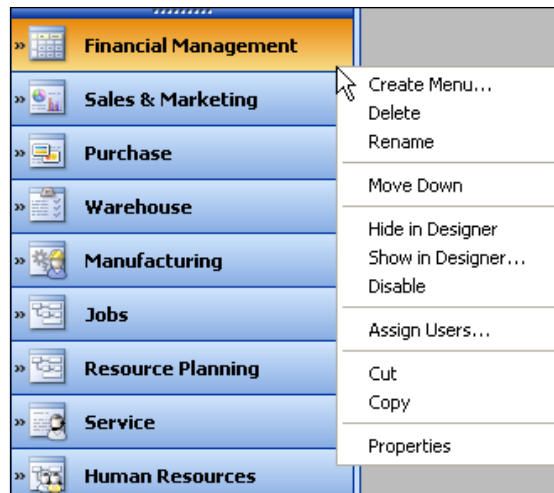 Financial Management
Sales & Marketing
Purchase
Warehouse
Manufacturing
Jobs
Resource Planning
Service
Human Resources
Create Menu...
Delete
Rename
Move Down
Hide in Designer
Show in Designer...
Disable
Assign Users...
Cut
Copy
Properties